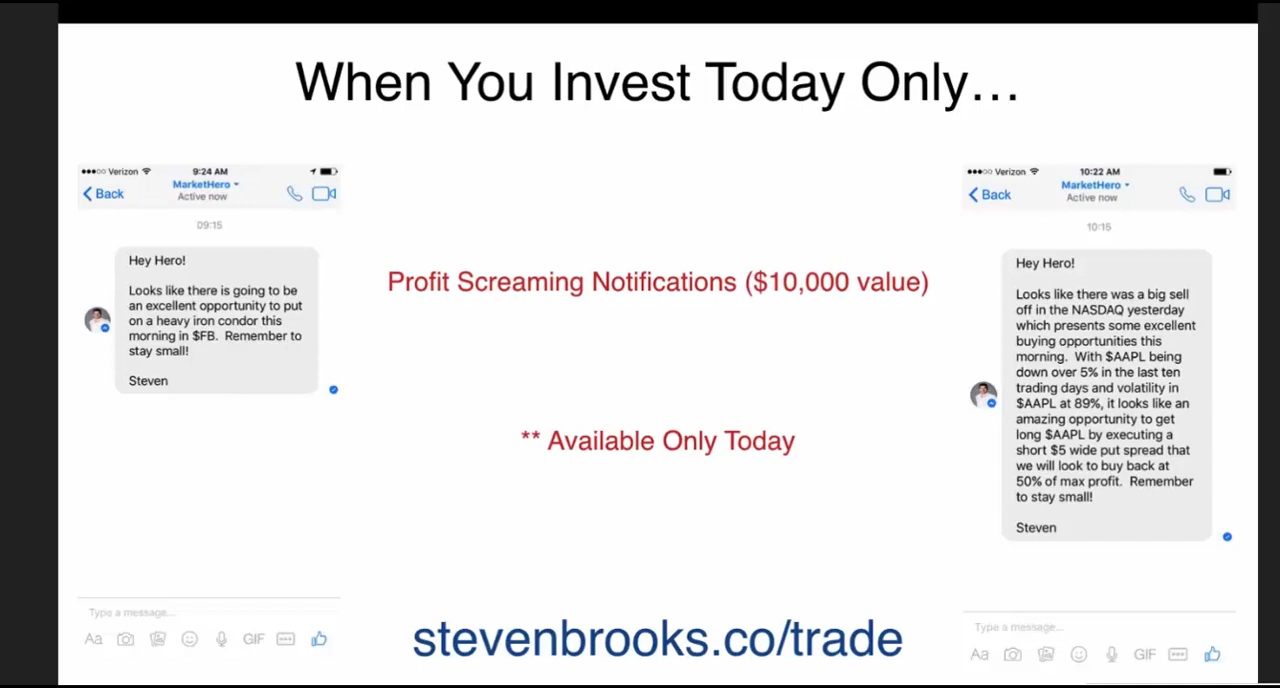 When You Invest Today Only…
●●●○○ Verizon 9:24 AM
Back MarketHero
Active now
09:15
Hey Hero!
Looks like there is going to be
an excellent opportunity to put
on a heavy iron condor this
morning in $FB. Remember to
stay small!
Steven
Type a message...
Aa GIF
Profit Screaming Notifications ($10,000 value)
** Available Only Today
stevenbrooks.co/trade
●●●○○ Verizon 10:22 AM
Back MarketHero
Active now
10:15
Hey Hero!
Looks like there was a big sell
off in the NASDAQ yesterday
which presents some excellent
buying opportunities this
morning. With $AAPL being
down over 5% in the last ten
trading days and volatility in
$AAPL at 89%, it looks like an
amazing opportunity to get
long $AAPL by executing a
short $5 wide put spread that
we will look to buy back at
50% of max profit. Remember
to stay small!
Steven
Type a message...
Aa GIF